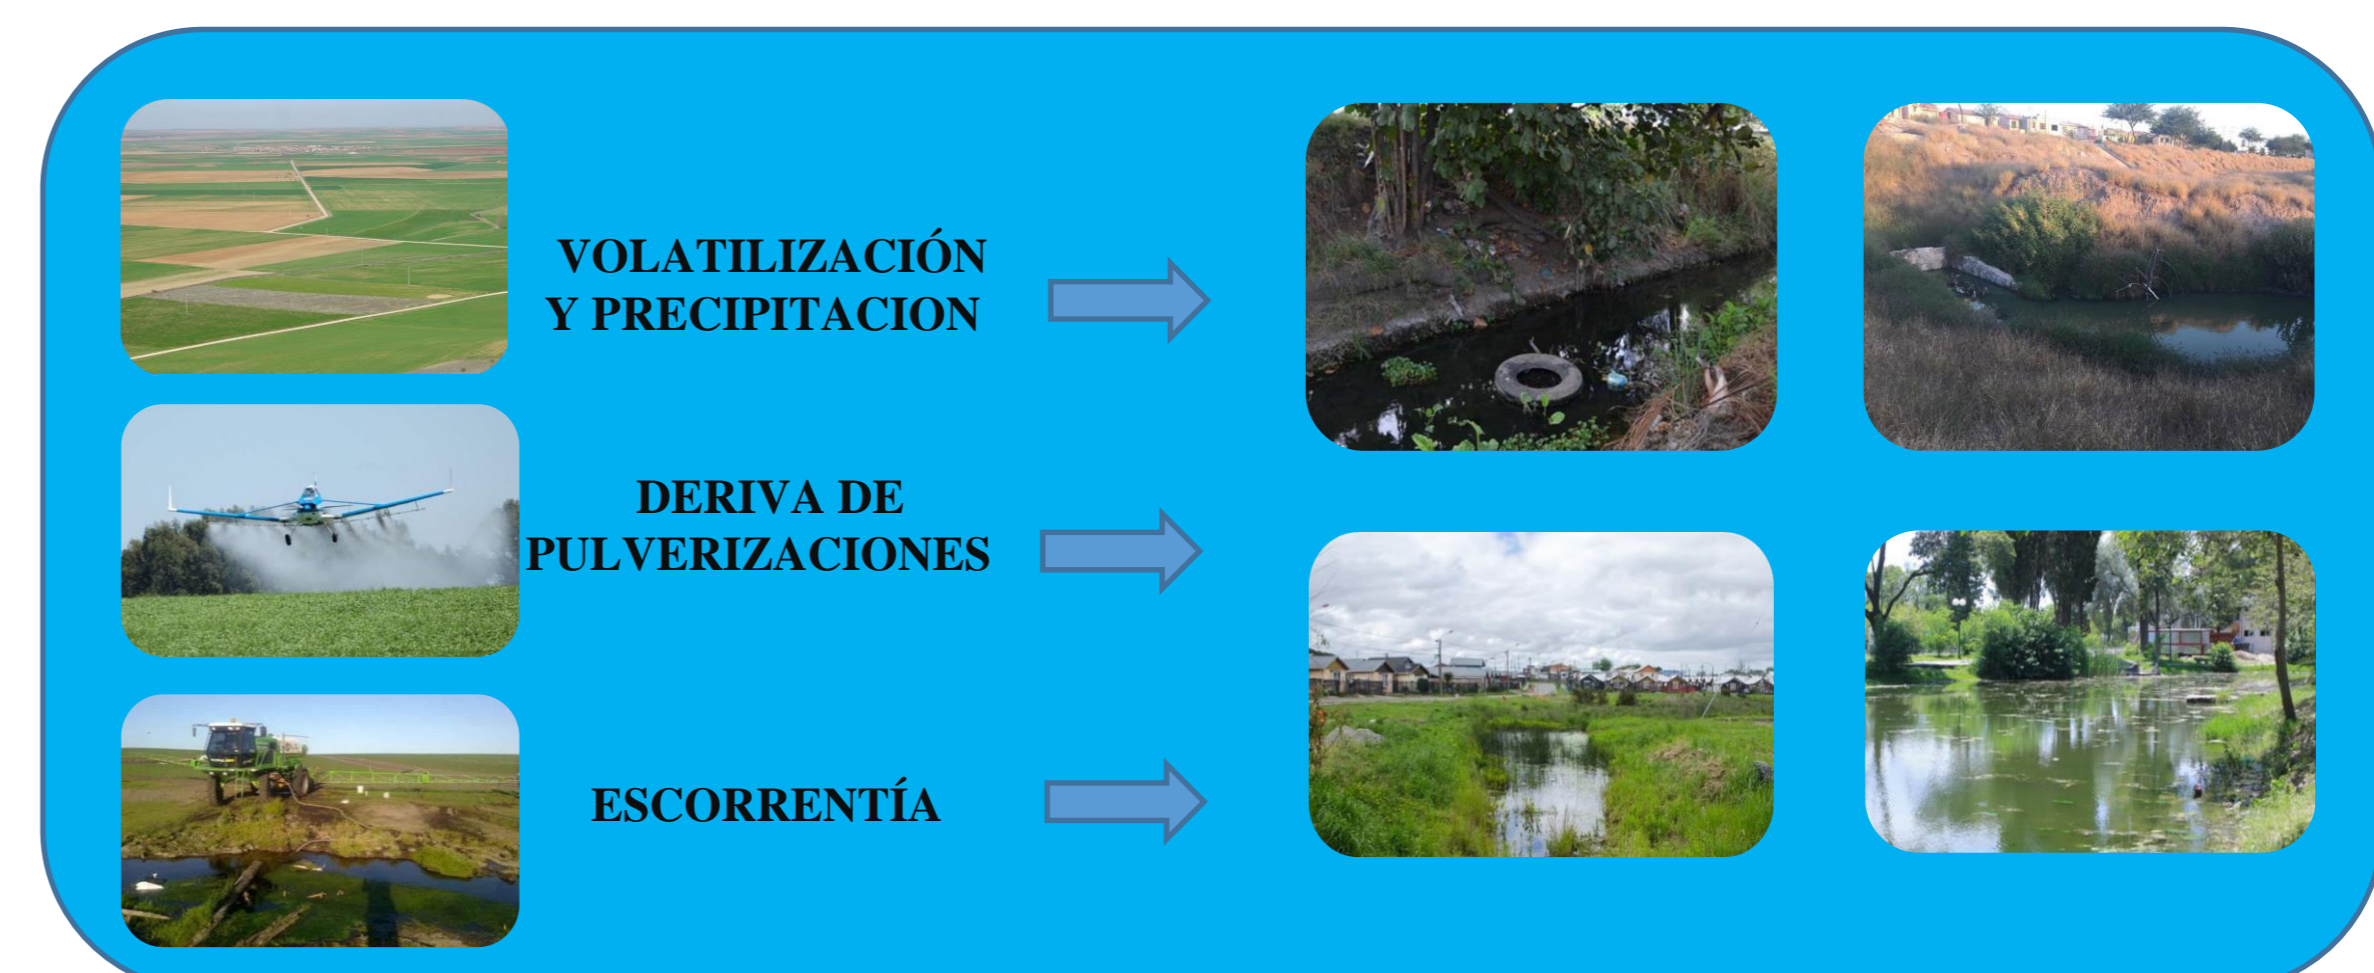 VOLATILIZACIÓN
Y PRECIPITACION
DERIVA DE
PULVERIZACIONES
ESCORRENTÍA